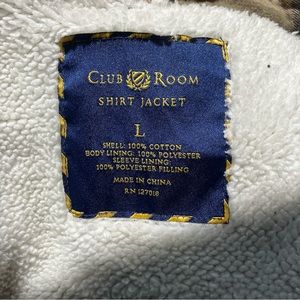 CLUB ROOM
SHIRT JACKET
L
SHELL: 100% COTTON
BODY LINING: 100% POLYESTER
SLEEVE LINING:
100% POLYESTER FILLING
MADE IN CHINA
RN 127018